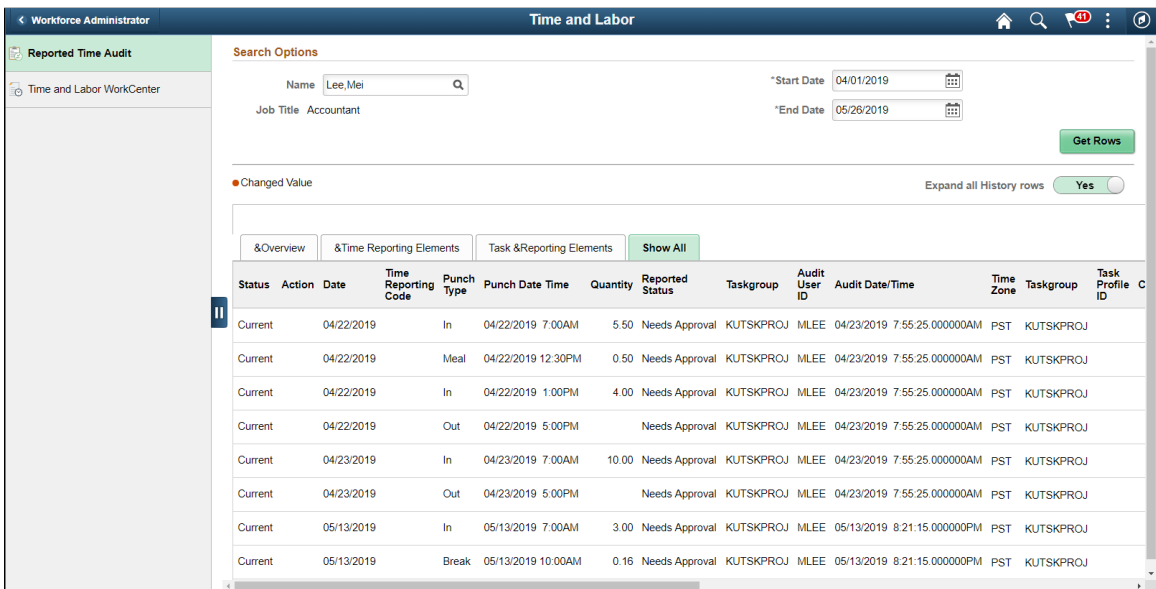 Workforce Administrator
Time and Labor
41
Reported Time Audit
Time and Labor WorkCenter
Search Options
Name Lee,Mei
*Start Date 04/01/2019
Job Title Accountant
*End Date 05/26/2019
Get Rows
Changed Value
Expand all History rows Yes
&Overview &Time Reporting Elements Task &Reporting Elements Show All
Status Action Date Time Reporting Code Punch Type Punch Date Time Quantity Reported Status Taskgroup Audit User ID Audit Date/Time Time Zone Taskgroup Task Profile ID C
Current 04/22/2019 In 04/22/2019 7:00AM 5.50 Needs Approval KUTSKPROJ MLEE 04/23/2019 7:55:25.000000AM PST KUTSKPROJ
Current 04/22/2019 Meal 04/22/2019 12:30PM 0.50 Needs Approval KUTSKPROJ MLEE 04/23/2019 7:55:25.000000AM PST KUTSKPROJ
Current 04/22/2019 In 04/22/2019 1:00PM 4.00 Needs Approval KUTSKPROJ MLEE 04/23/2019 7:55:25.000000AM PST KUTSKPROJ
Current 04/22/2019 Out 04/22/2019 5:00PM Needs Approval KUTSKPROJ MLEE 04/23/2019 7:55:25.000000AM PST KUTSKPROJ
Current 04/23/2019 In 04/23/2019 7:00AM 10.00 Needs Approval KUTSKPROJ MLEE 04/23/2019 7:55:25.000000AM PST KUTSKPROJ
Current 04/23/2019 Out 04/23/2019 5:00PM Needs Approval KUTSKPROJ MLEE 04/23/2019 7:55:25.000000AM PST KUTSKPROJ
Current 05/13/2019 In 05/13/2019 7:00AM 3.00 Needs Approval KUTSKPROJ MLEE 05/13/2019 8:21:15.000000PM PST KUTSKPROJ
Current 05/13/2019 Break 05/13/2019 10:00AM 0.16 Needs Approval KUTSKPROJ MLEE 05/13/2019 8:21:15.000000PM PST KUTSKPROJ